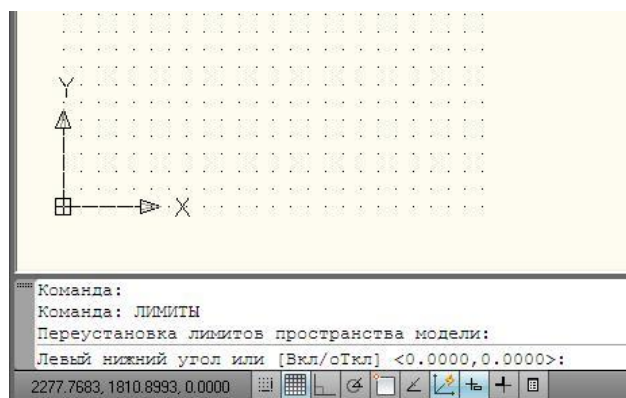 Y
X
Команда:
Команда: ЛИМИТЫ
Переустановка лимитов пространства модели:
Левый нижний угол или [Вкл/оТкл] <0.0000,0.0000>:
2277.7683, 1810.8993, 0.0000